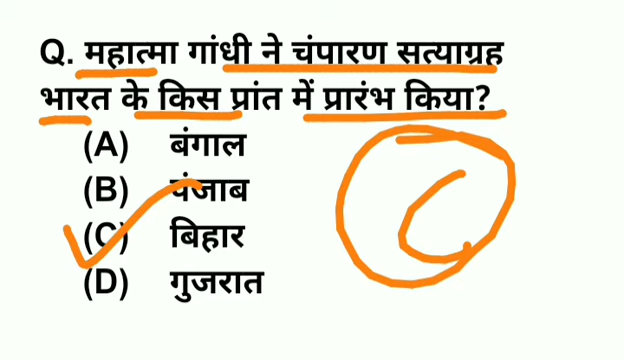 Q. महात्मा गांधी ने चंपारण सत्याग्रह
भारत के किस प्रांत में प्रारंभ किया?
(A) बंगाल
(B) पंजाब
(C) बिहार
(D) गुजरात
C